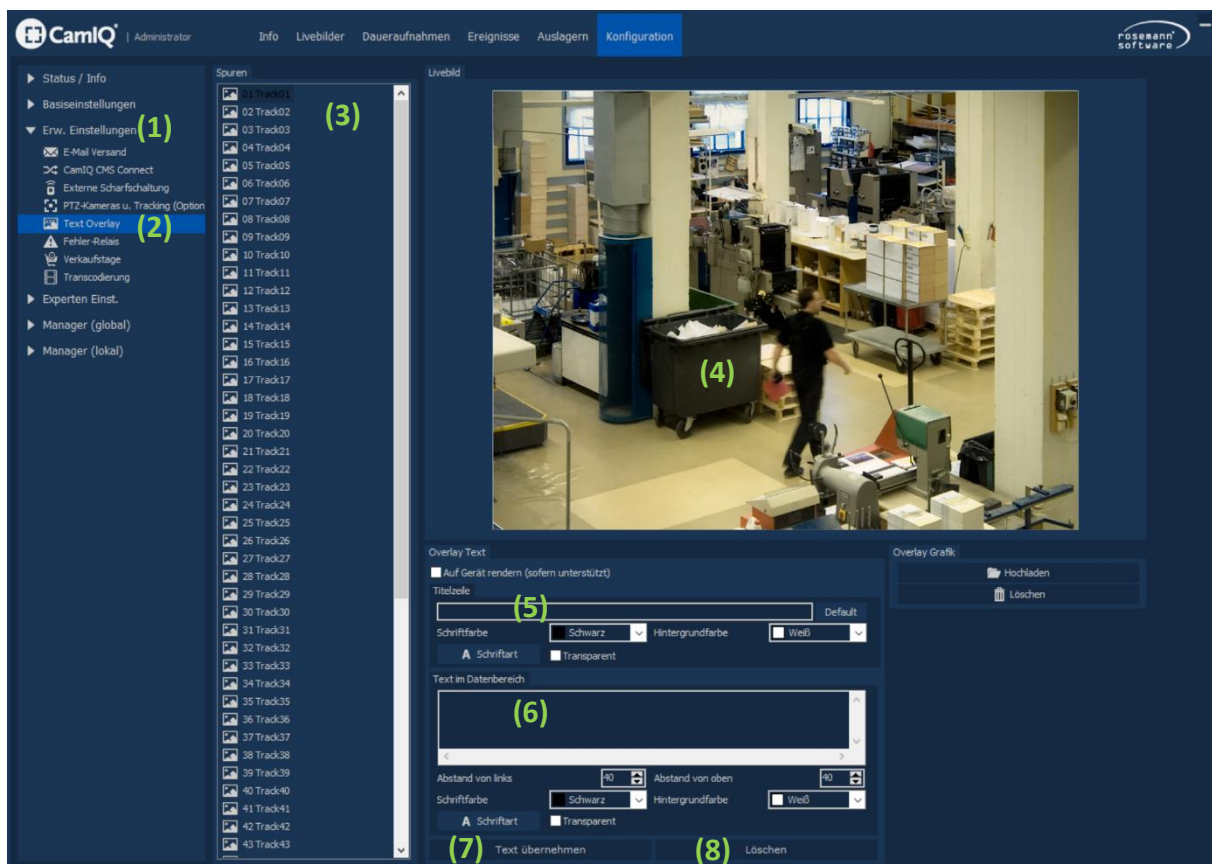 CamIQ | Administrator
Info Livebilder Daueraufnahmen Ereignisse Auslagern Konfiguration
rosemann software
Status / Info
Basiseinstellungen
Erw. Einstellungen (1)
E-Mail Versand
CamIQ CMS Connect
Externe Scharfschaltung
PTZ-Kameras u. Tracking (Option
Text Overlay (2)
Fehler-Relais
Verkaufstage
Transcodierung
Experten Einst.
Manager (global)
Manager (lokal)
Spuren
(3)
01 Track01
02 Track02
03 Track03
04 Track04
05 Track05
06 Track06
07 Track07
08 Track08
09 Track09
10 Track10
11 Track11
12 Track12
13 Track13
14 Track14
15 Track15
16 Track16
17 Track17
18 Track18
19 Track19
20 Track20
21 Track21
22 Track22
23 Track23
24 Track24
25 Track25
26 Track26
27 Track27
28 Track28
29 Track29
30 Track30
31 Track31
32 Track32
33 Track33
34 Track34
35 Track35
36 Track36
37 Track37
38 Track38
39 Track39
40 Track40
41 Track41
42 Track42
43 Track43
Livebild
(4)
Overlay Text
Auf Gerät rendern (sofern unterstützt)
Titelzeile
(5)
Default
Schriftfarbe Schwarz Hintergrundfarbe Weiß
A Schriftart Transparent
Text im Datenbereich
(6)
Abstand von links 40 Abstand von oben 40
Schriftfarbe Schwarz Hintergrundfarbe Weiß
A Schriftart Transparent
(7) Text übernehmen (8) Löschen
Overlay Grafik
Hochladen
Löschen